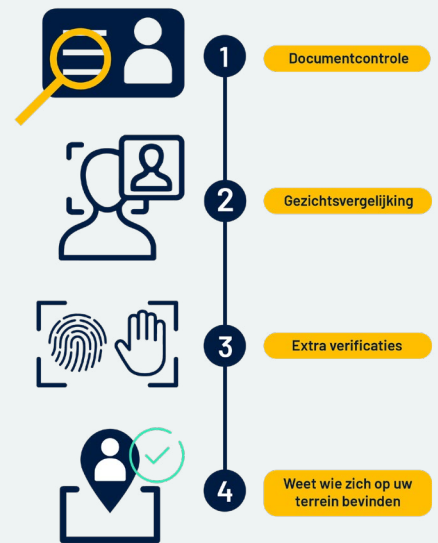 1
Documentcontrole
2
Gezichtsvergelijking
3
Extra verificaties
4
Weet wie zich op uw
terrein bevinden